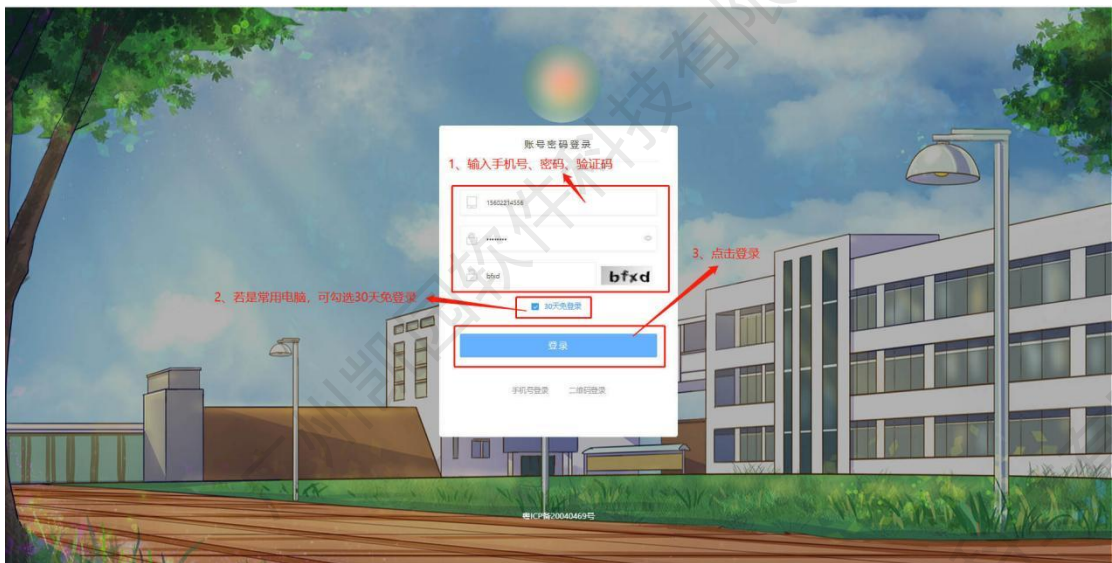 账号密码登录
1、输入手机号、密码、验证码
15602214556
••••••••
bfxd
bfxd
3、点击登录
2、若是常用电脑，可勾选30天免登录
30天免登录
登录
手机号登录 二维码登录
粤ICP备20040469号